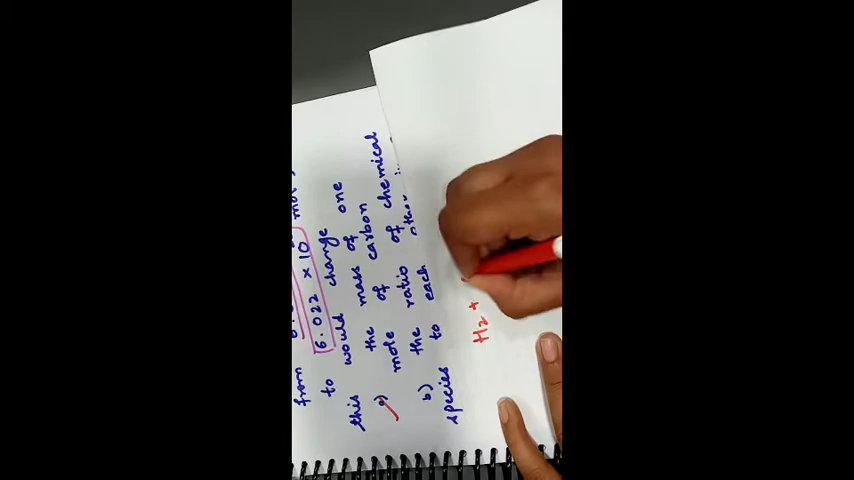 from
to 6.022 × 10
this would change one
a) the mass of
mole of carbon
b) the ratio of chemical
species to each other
H2 +